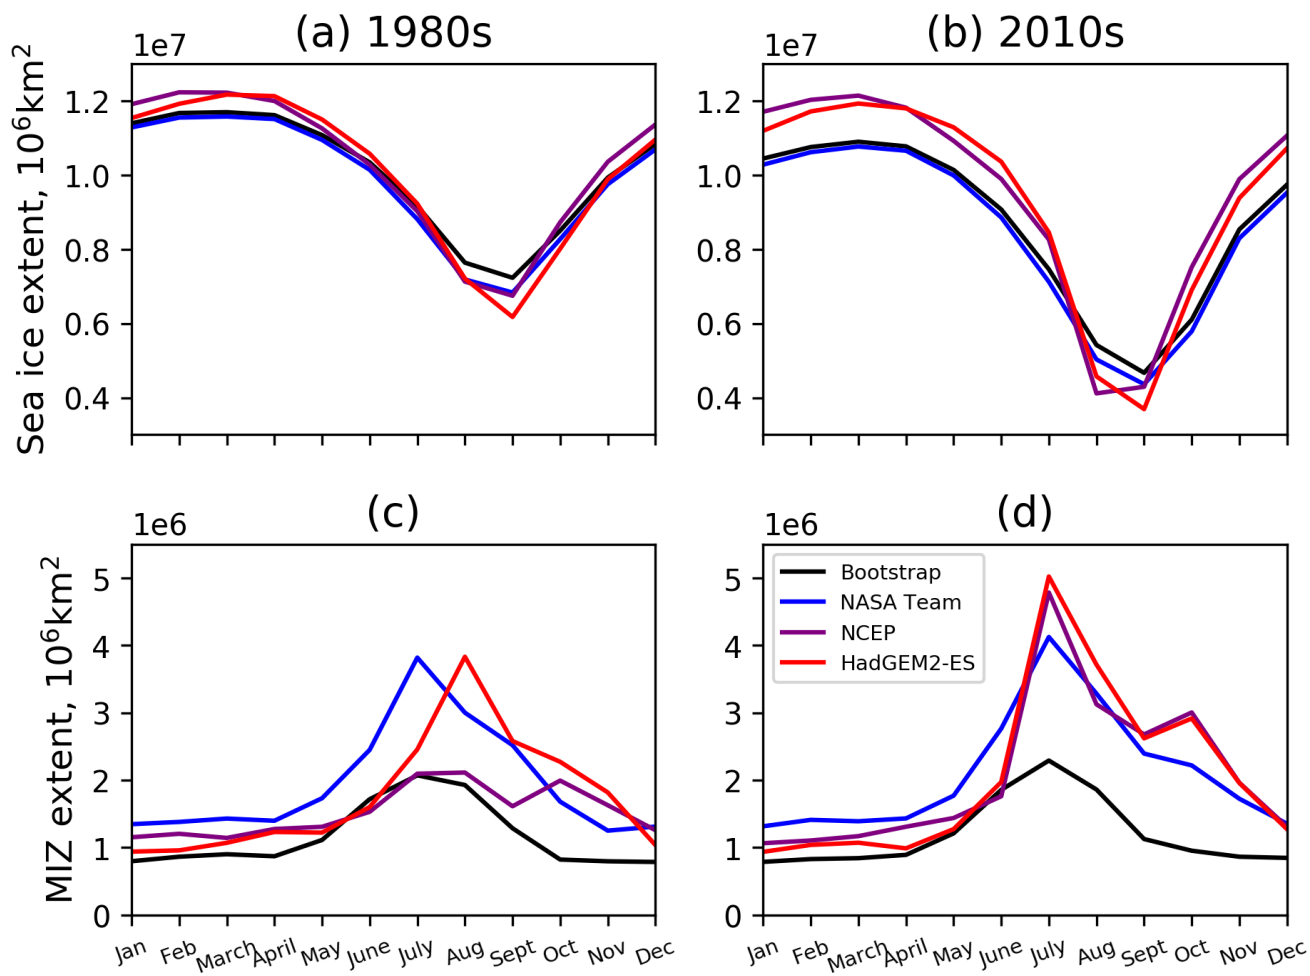 (a) 1980s
(b) 2010s
1e7
1e7
Sea ice extent, 10⁶km²
1.2
1.0
0.8
0.6
0.4
1.2
1.0
0.8
0.6
0.4
(c)
(d)
1e6
1e6
MIZ extent, 10⁶km²
5
4
3
2
1
0
5
4
3
2
1
0
Bootstrap
NASA Team
NCEP
HadGEM2-ES
Jan Feb March April May June July Aug Sept Oct Nov Dec
Jan Feb March April May June July Aug Sept Oct Nov Dec